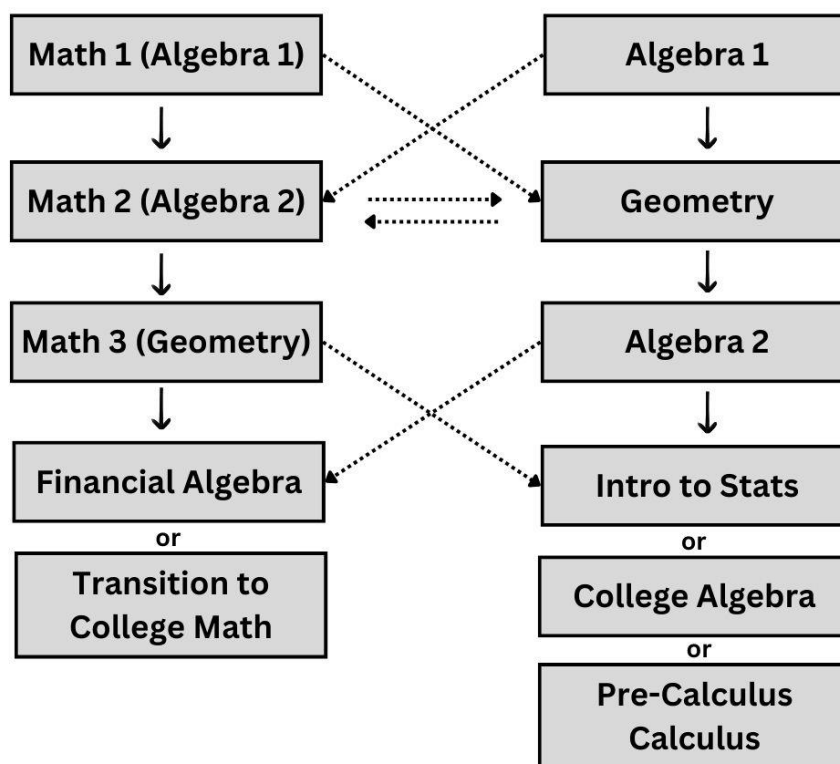 Math 1 (Algebra 1)
Algebra 1
Math 2 (Algebra 2)
Geometry
Math 3 (Geometry)
Algebra 2
Financial Algebra
Intro to Stats
or
or
Transition to
College Math
College Algebra
or
Pre-Calculus
Calculus